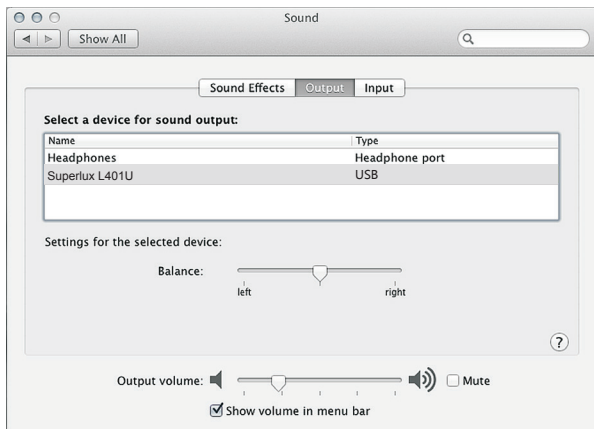 Sound
Show All
Sound Effects Output Input
Select a device for sound output:
Name Type
Headphones Headphone port
Superlux L401U USB
Settings for the selected device:
Balance:
left right
?
Output volume: Mute
Show volume in menu bar